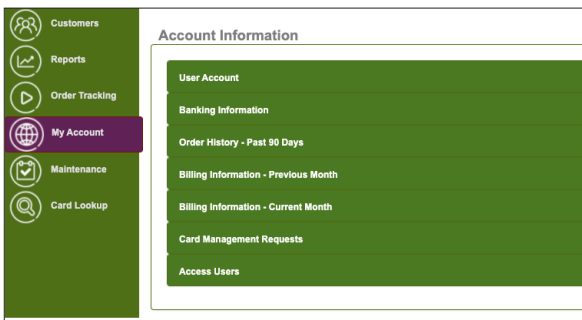 Customers
Reports
Order Tracking
My Account
Maintenance
Card Lookup
Account Information
User Account
Banking Information
Order History - Past 90 Days
Billing Information - Previous Month
Billing Information - Current Month
Card Management Requests
Access Users